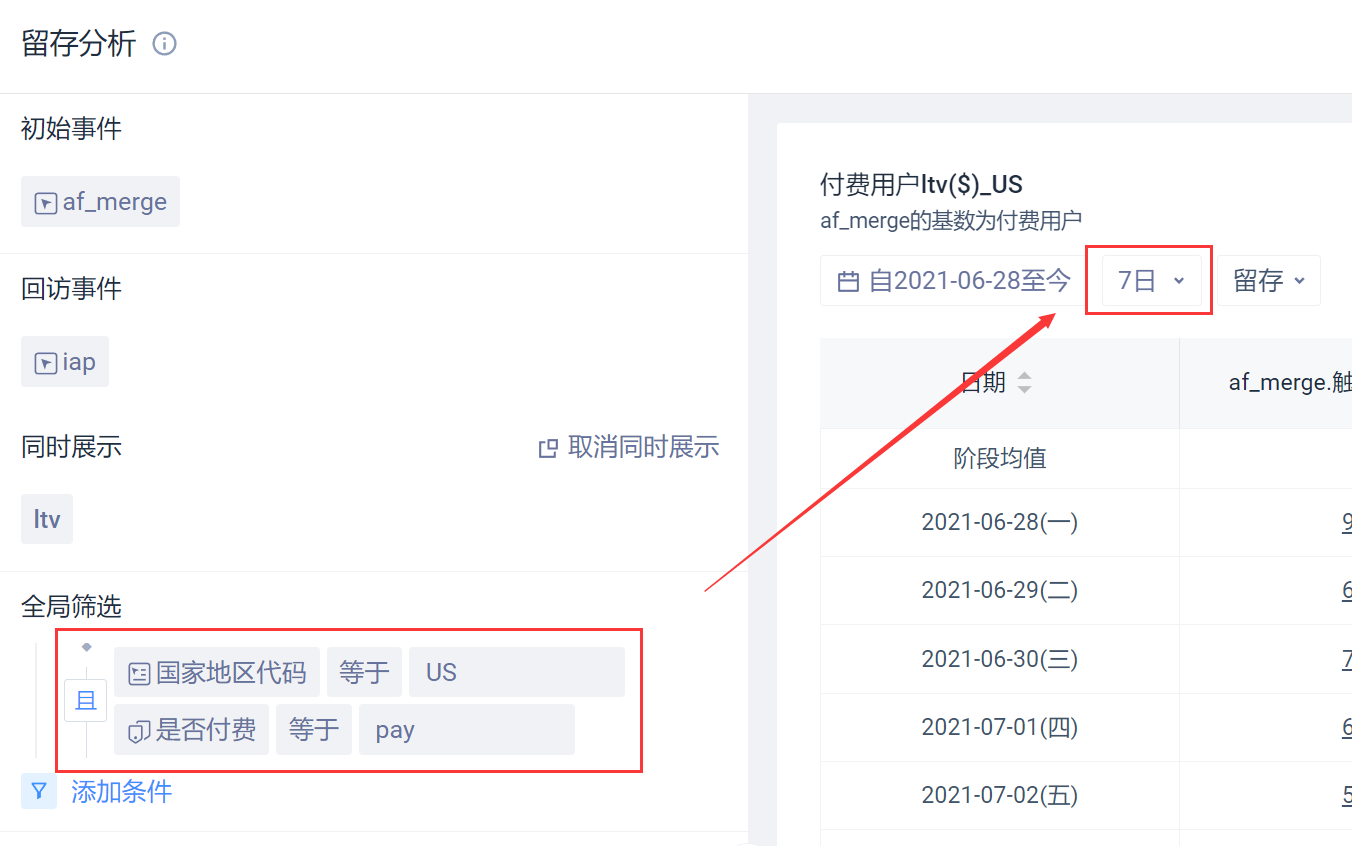 留存分析
初始事件
af_merge
回访事件
iap
同时展示
取消同时展示
ltv
全局筛选
国家地区代码 等于 US
且
是否付费 等于 pay
添加条件
付费用户ltv($)_US
af_merge的基数为付费用户
自2021-06-28至今 7日 留存
日期 af_merge.触
阶段均值
2021-06-28(一) 9
2021-06-29(二) 6
2021-06-30(三) 7
2021-07-01(四) 6
2021-07-02(五) 5